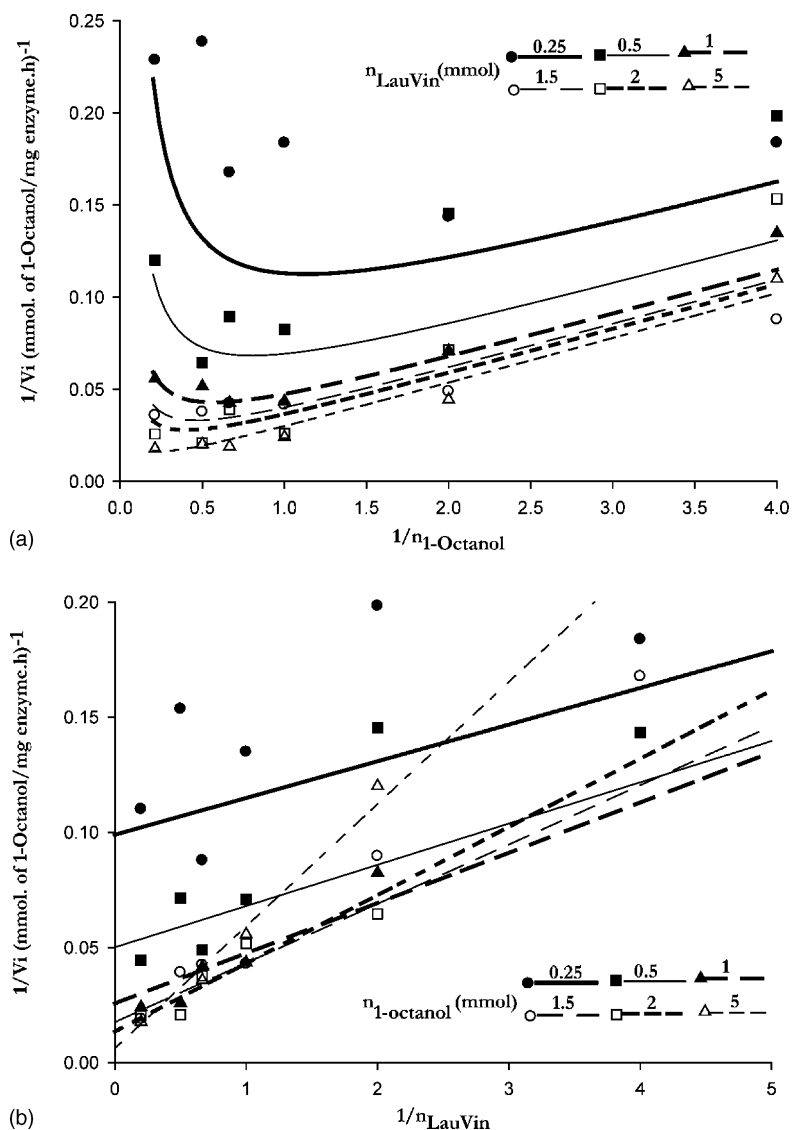 0.25
0.20
0.15
0.10
0.05
0.00
1/Vi (mmol. of 1-Octanol/mg enzyme.h)-1
nLauVin (mmol)
0.25 0.5 1
1.5 2 5
0.0 0.5 1.0 1.5 2.0 2.5 3.0 3.5 4.0
(a)
1/n1-Octanol
0.20
0.15
0.10
0.05
0.00
1/Vi (mmol. of 1-Octanol/mg enzyme.h)-1
n1-octanol (mmol)
0.25 0.5 1
1.5 2 5
0 1 2 3 4 5
(b)
1/nLauVin